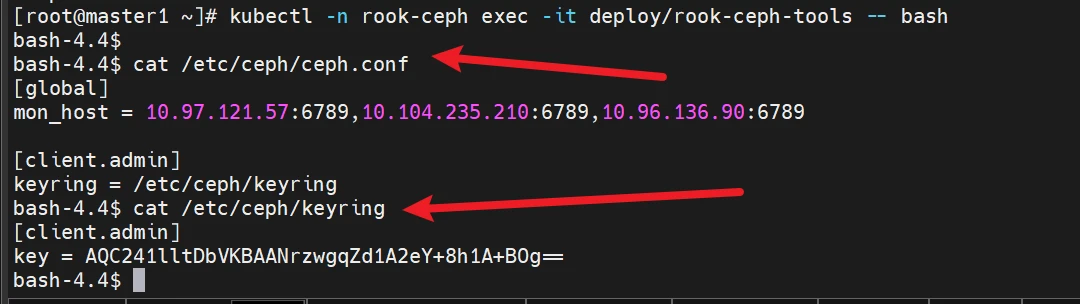 [root@master1 ~]# kubectl -n rook-ceph exec -it deploy/rook-ceph-tools -- bash
bash-4.4$
bash-4.4$ cat /etc/ceph/ceph.conf
[global]
mon_host = 10.97.121.57:6789,10.104.235.210:6789,10.96.136.90:6789
[client.admin]
keyring = /etc/ceph/keyring
bash-4.4$ cat /etc/ceph/keyring
[client.admin]
key = AQC241lltDbVKBAANrzwgqZd1A2eY+8h1A+BOg==
bash-4.4$